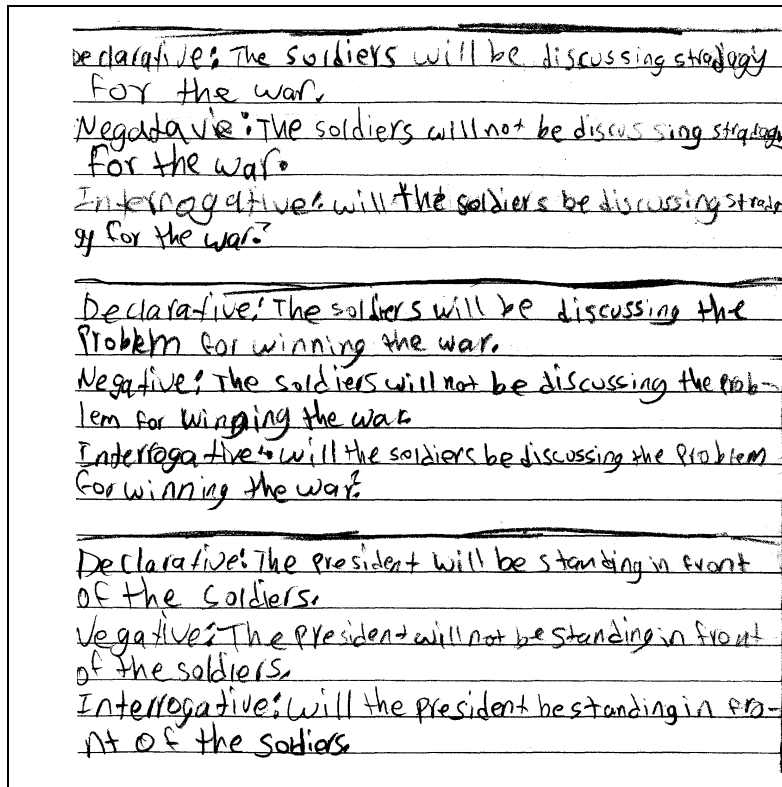 Declarative: The soldiers will be discussing stradagy
for the war.
Negatavie: The soldiers will not be discussing stradag
for the war.
Interrogative: will the soldiers be discussing strade
gy for the war?
Declarative: The soldiers will be discussing the
Problem for winning the war.
Negative: The soldiers will not be discussing the prob-
lem for winging the war.
Interrogative: will the soldiers be discussing the Problem
for winning the war?
Declarative: The president will be standing in front
of the soldiers.
Negative: The president will not be standing in front
of the soldiers.
Interrogative: will the president be standing in fro-
nt of the soldiers.